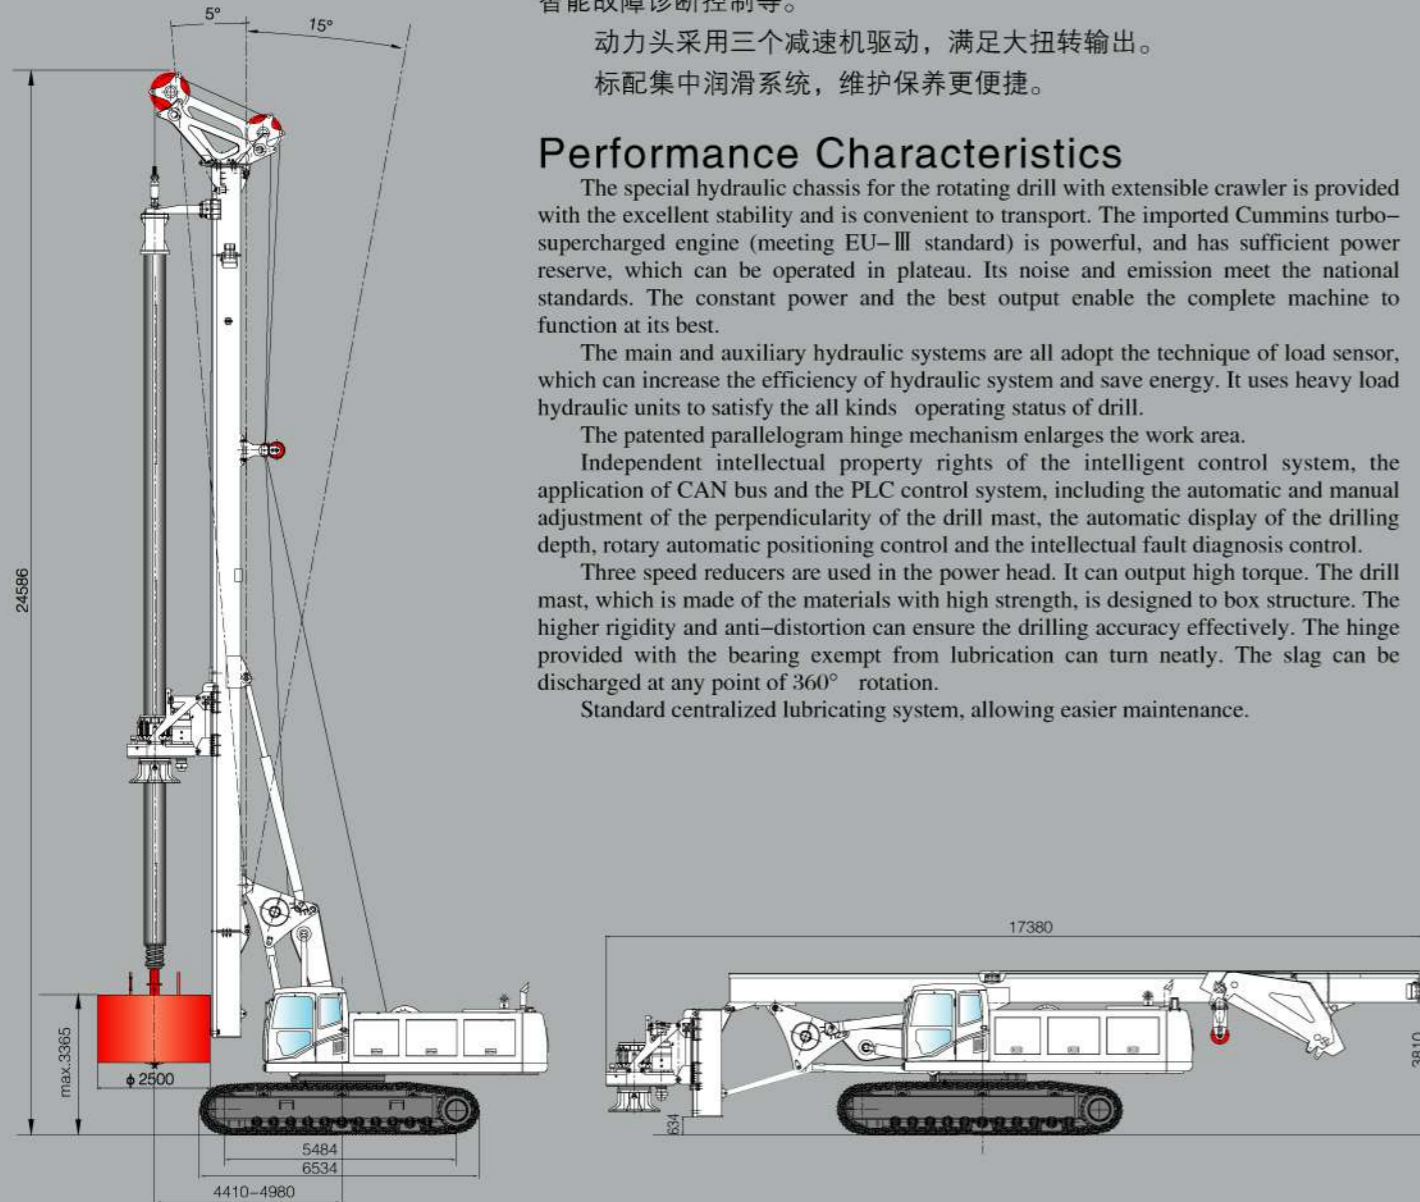 智能故障诊断控制等。
动力头采用三个减速机驱动，满足大扭转输出。
标配集中润滑系统，维护保养更便捷。
Performance Characteristics
The special hydraulic chassis for the rotating drill with extensible crawler is provided
with the excellent stability and is convenient to transport. The imported Cummins turbo–
supercharged engine (meeting EU–Ⅲ standard) is powerful, and has sufficient power
reserve, which can be operated in plateau. Its noise and emission meet the national
standards. The constant power and the best output enable the complete machine to
function at its best.
The main and auxiliary hydraulic systems are all adopt the technique of load sensor,
which can increase the efficiency of hydraulic system and save energy. It uses heavy load
hydraulic units to satisfy the all kinds operating status of drill.
The patented parallelogram hinge mechanism enlarges the work area.
Independent intellectual property rights of the intelligent control system, the
application of CAN bus and the PLC control system, including the automatic and manual
adjustment of the perpendicularity of the drill mast, the automatic display of the drilling
depth, rotary automatic positioning control and the intellectual fault diagnosis control.
Three speed reducers are used in the power head. It can output high torque. The drill
mast, which is made of the materials with high strength, is designed to box structure. The
higher rigidity and anti–distortion can ensure the drilling accuracy effectively. The hinge
provided with the bearing exempt from lubrication can turn neatly. The slag can be
discharged at any point of 360° rotation.
Standard centralized lubricating system, allowing easier maintenance.
5°
15°
24586
max.3365
ϕ2500
5484
6534
4410–4980
17380
3810
634